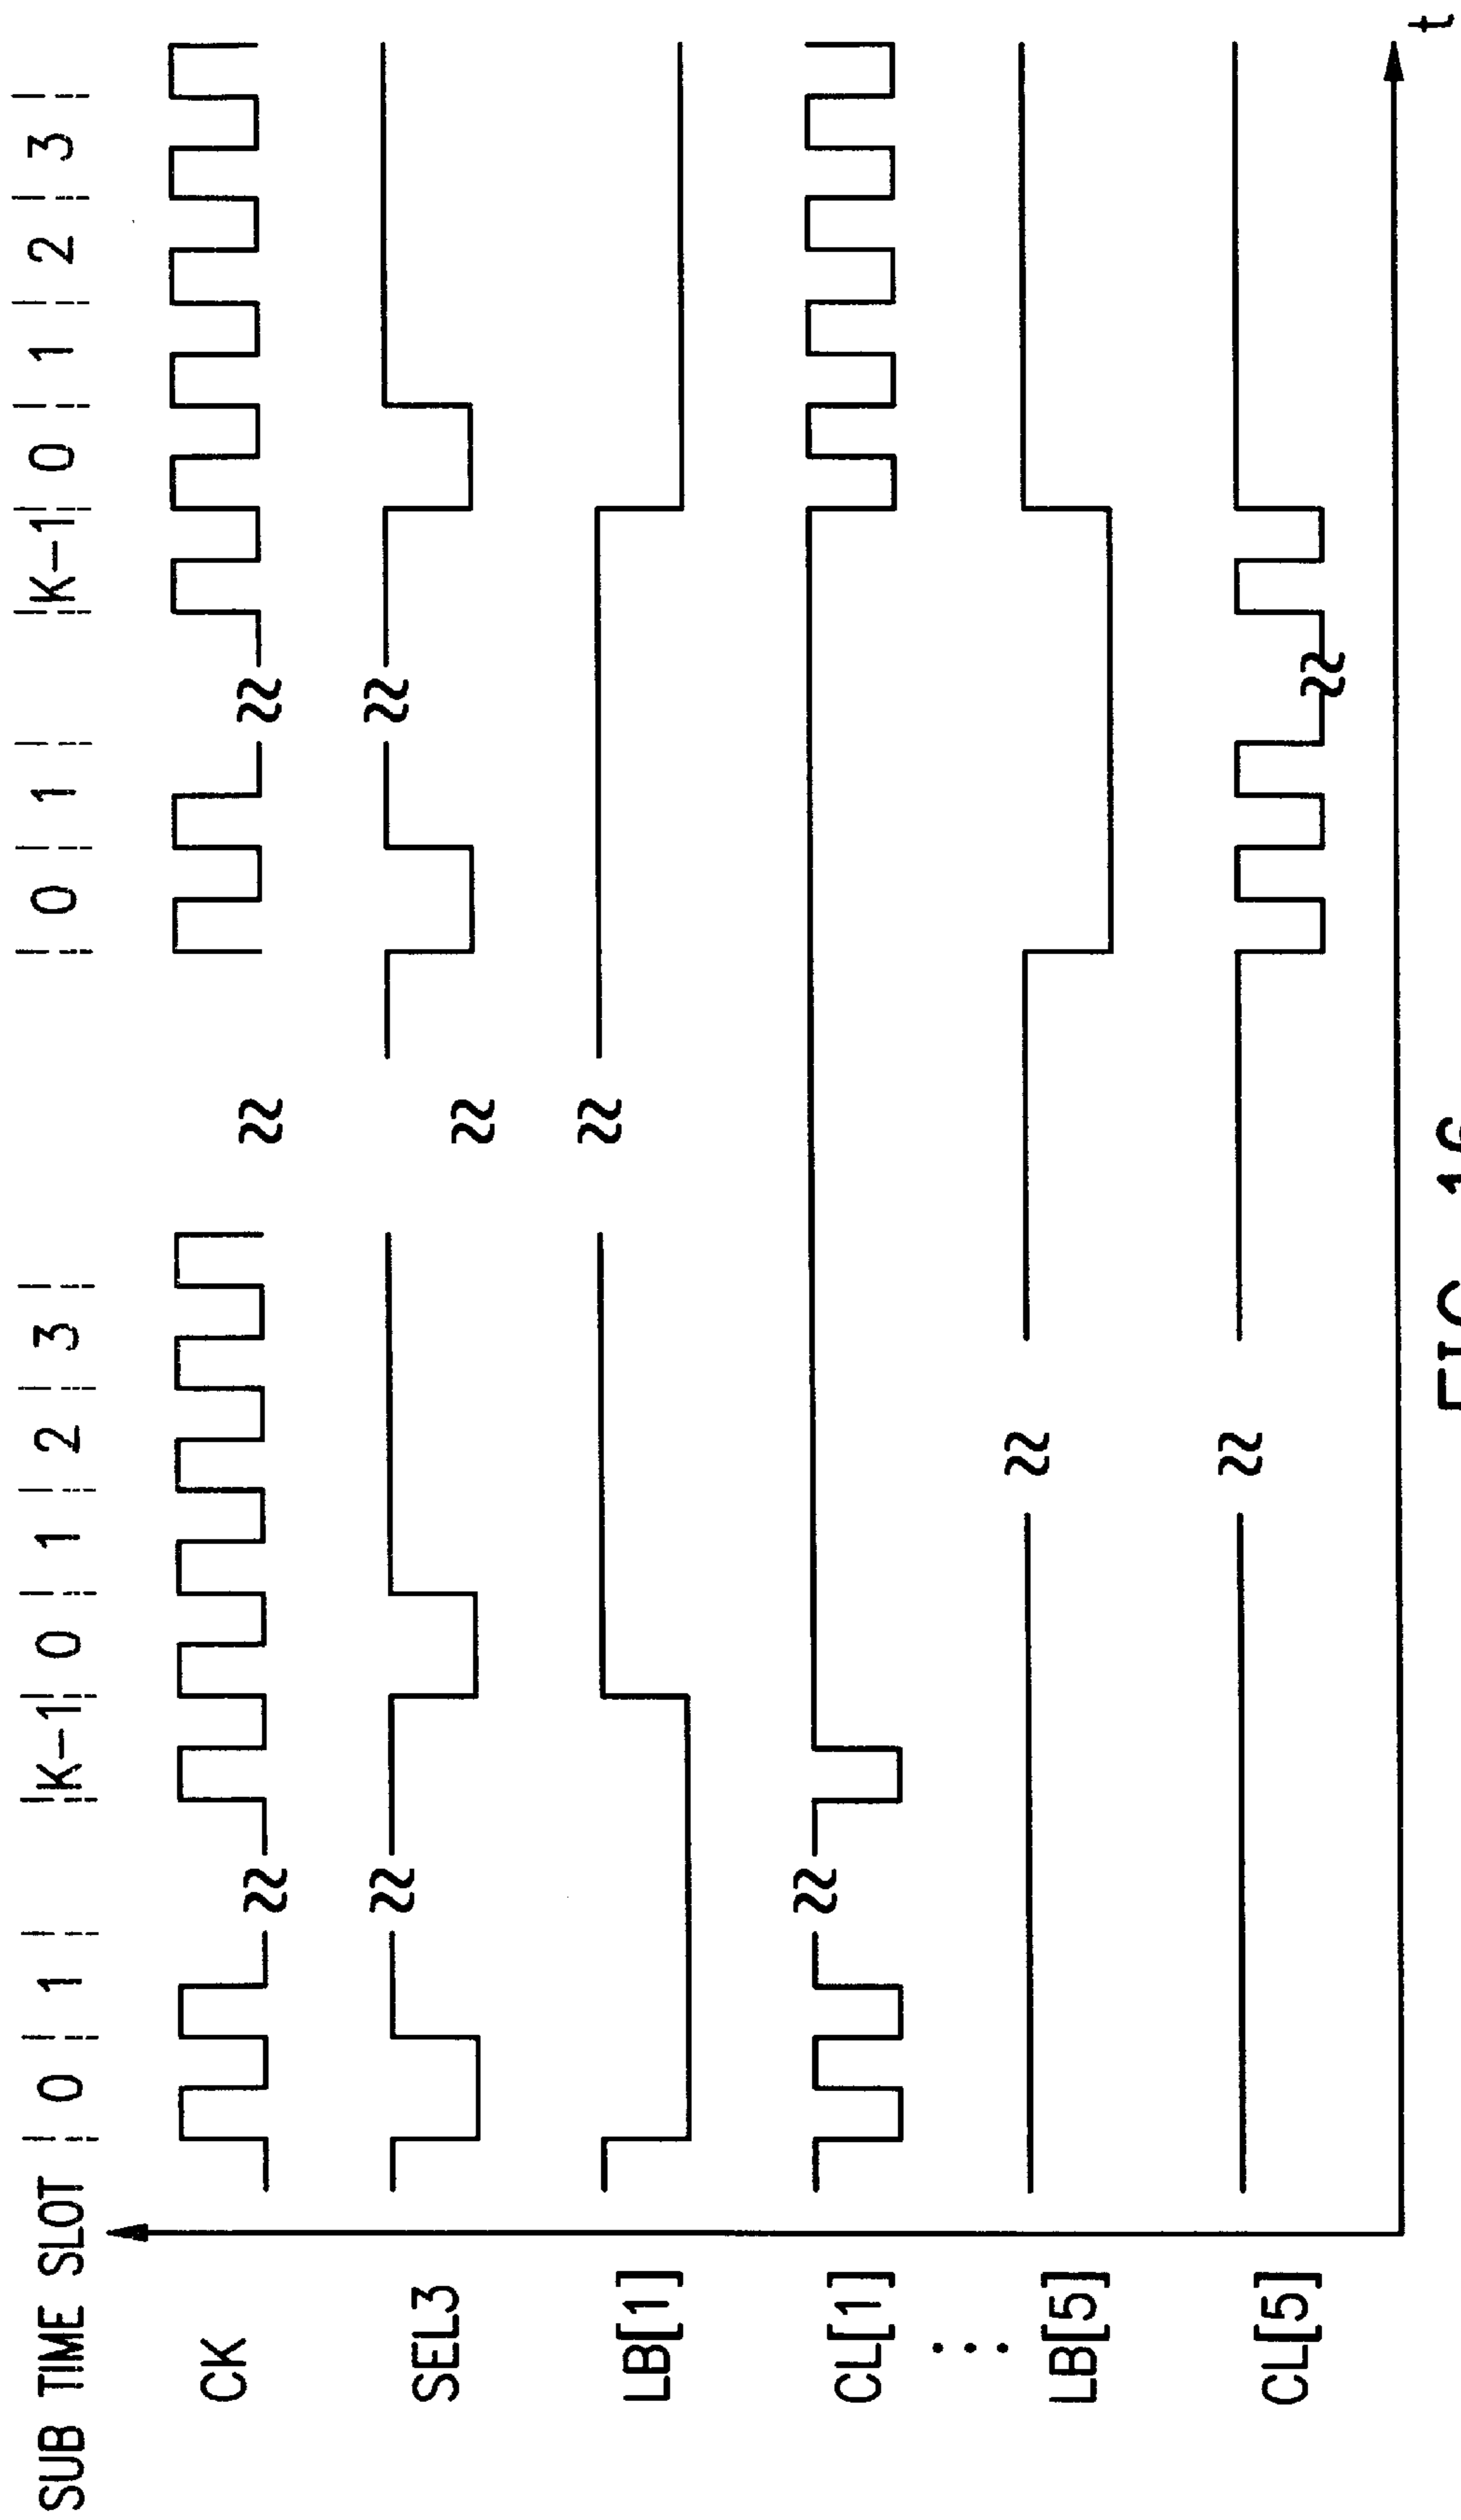 SUB TIME SLOT | 0 | 1 | | K-1 | 0 | 1 | 2 | 3 | | 0 | 1 | | K-1 | 0 | 1 | 2 | 3 |
CK
SEL3
LB[1]
CL[1]
LB[5]
CL[5]
t